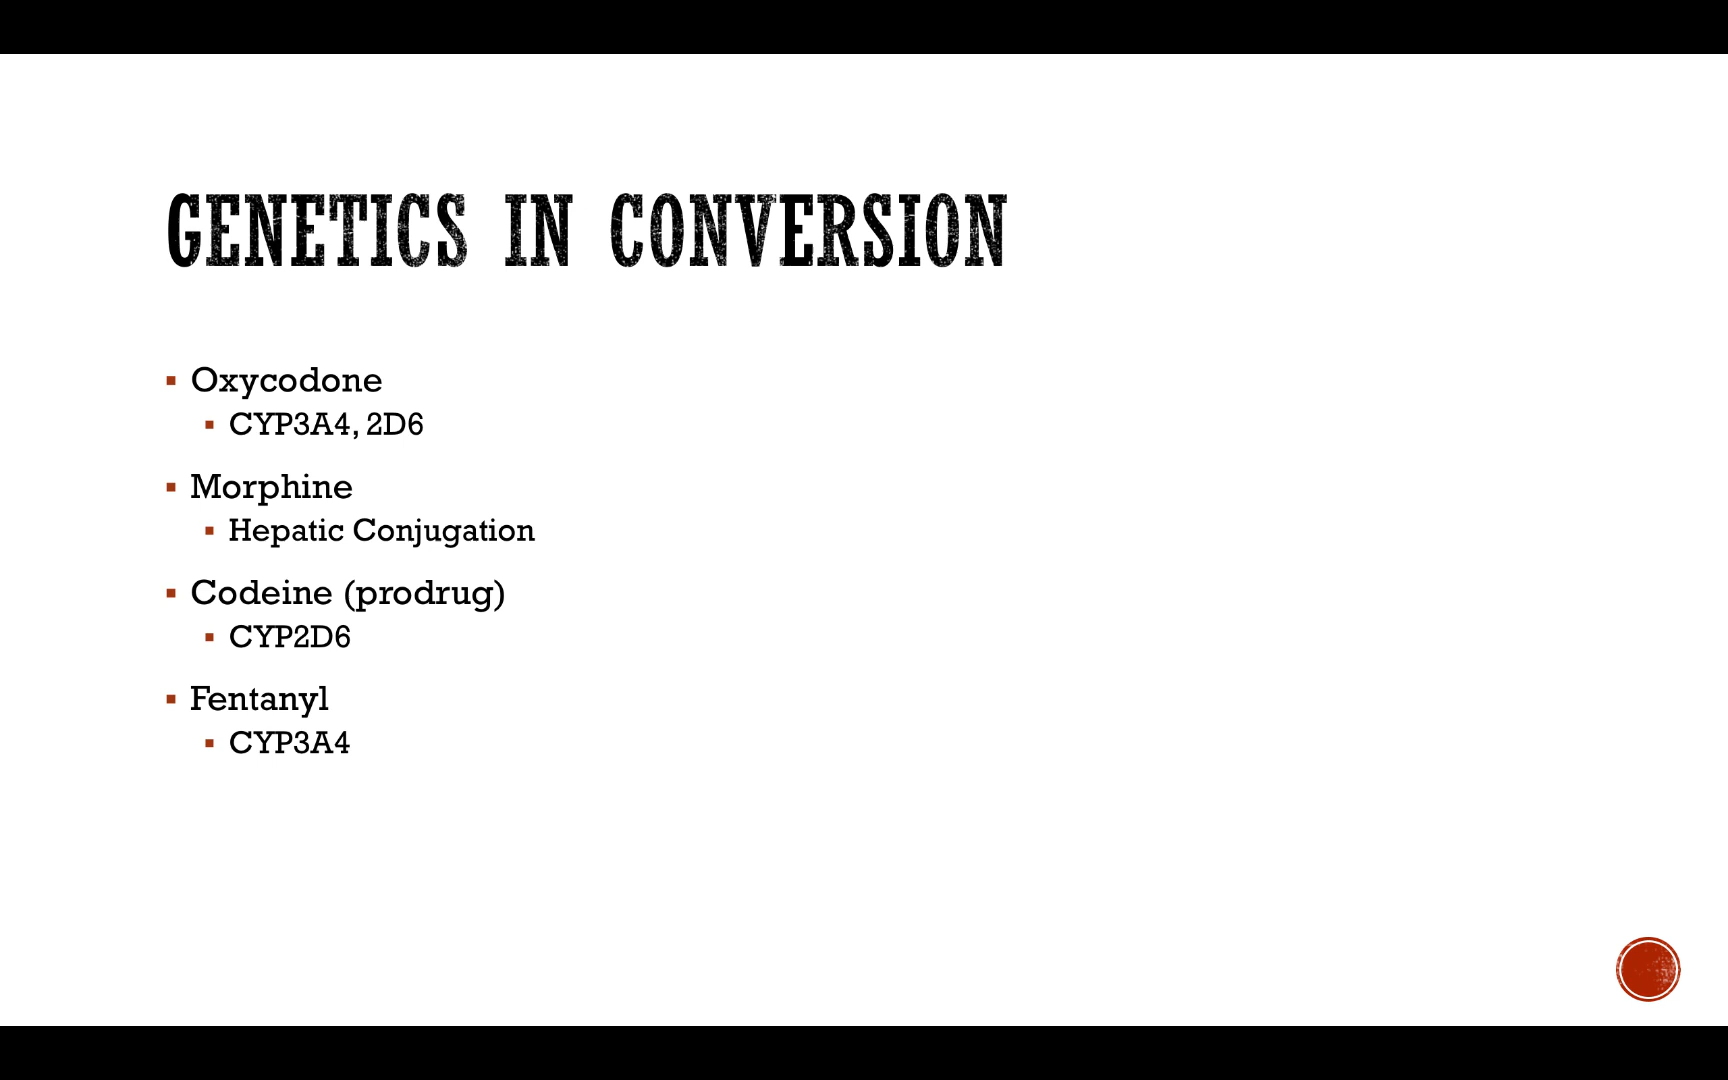 GENETICS IN CONVERSION
Oxycodone
CYP3A4, 2D6
Morphine
Hepatic Conjugation
Codeine (prodrug)
CYP2D6
Fentanyl
CYP3A4